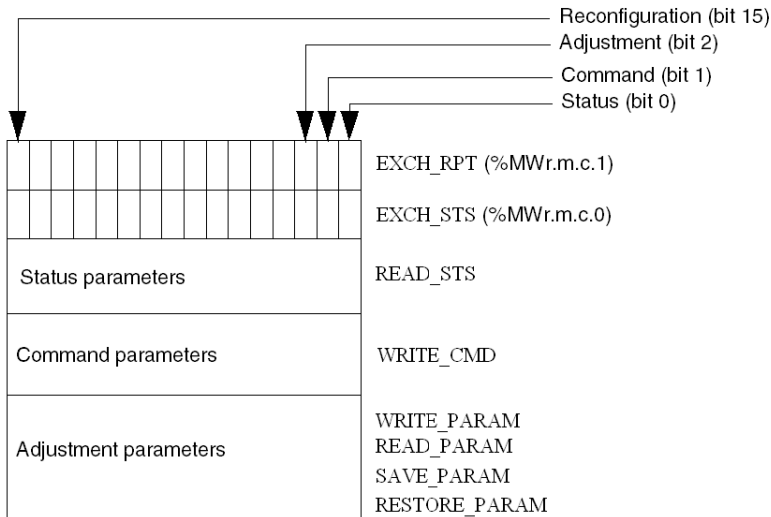 Reconfiguration (bit 15)
Adjustment (bit 2)
Command (bit 1)
Status (bit 0)
EXCH_RPT (%MWr.m.c.1)
EXCH_STS (%MWr.m.c.0)
Status parameters READ_STS
Command parameters WRITE_CMD
WRITE_PARAM
Adjustment parameters READ_PARAM
SAVE_PARAM
RESTORE_PARAM